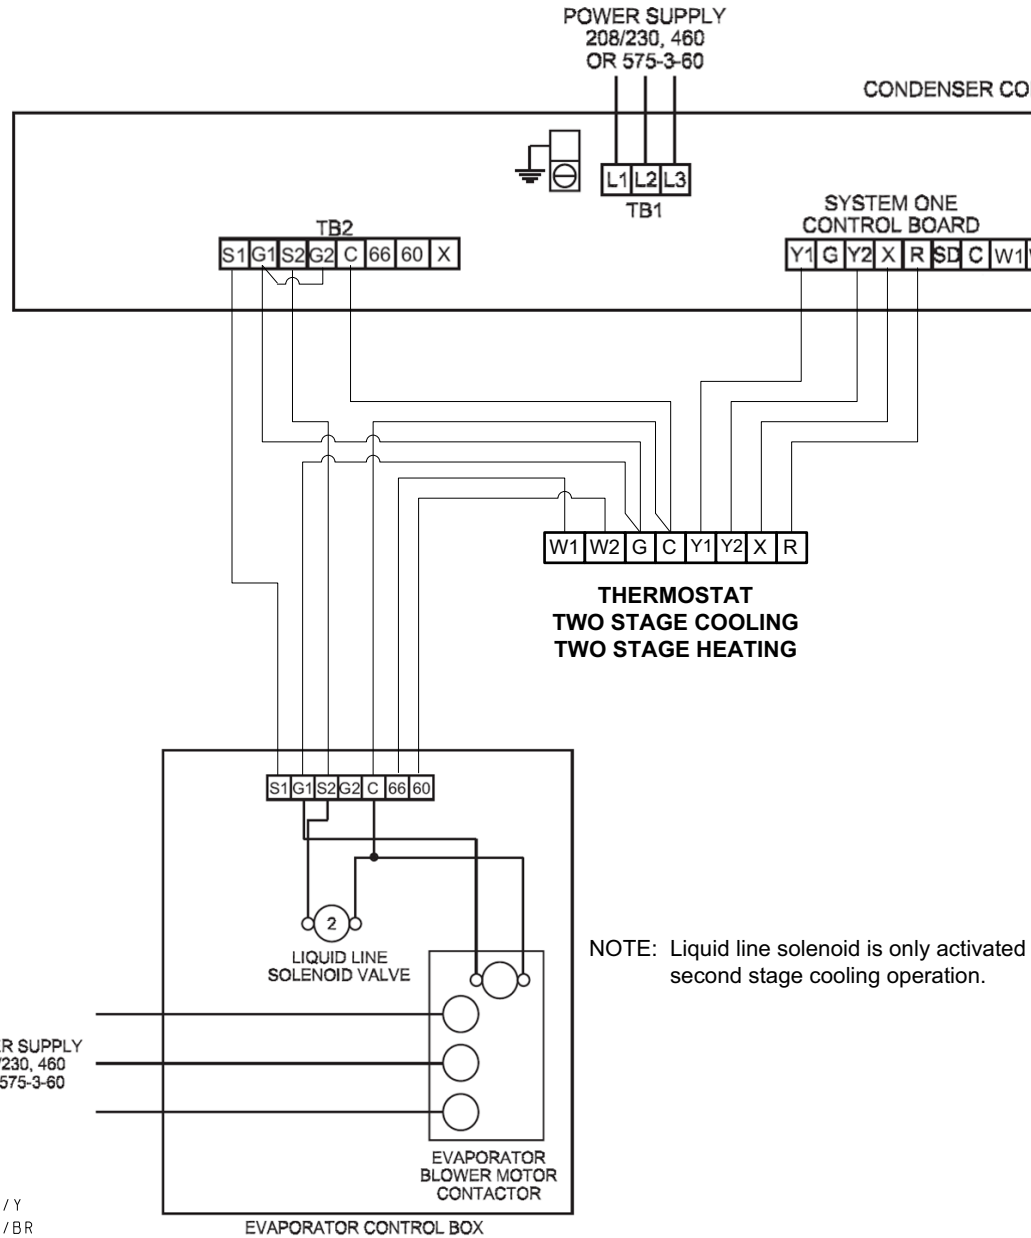 POWER SUPPLY
208/230, 460
OR 575-3-60
CONDENSER CO
L1 L2 L3
TB1
SYSTEM ONE
CONTROL BOARD
TB2
S1 G1 S2 G2 C 66 60 X
Y1 G Y2 X R SD C W1
W1 W2 G C Y1 Y2 X R
THERMOSTAT
TWO STAGE COOLING
TWO STAGE HEATING
S1 G1 S2 G2 C 66 60
2
LIQUID LINE
SOLENOID VALVE
NOTE: Liquid line solenoid is only activated
second stage cooling operation.
ER SUPPLY
/230, 460
575-3-60
EVAPORATOR
BLOWER MOTOR
CONTACTOR
/Y
/BR
EVAPORATOR CONTROL BOX